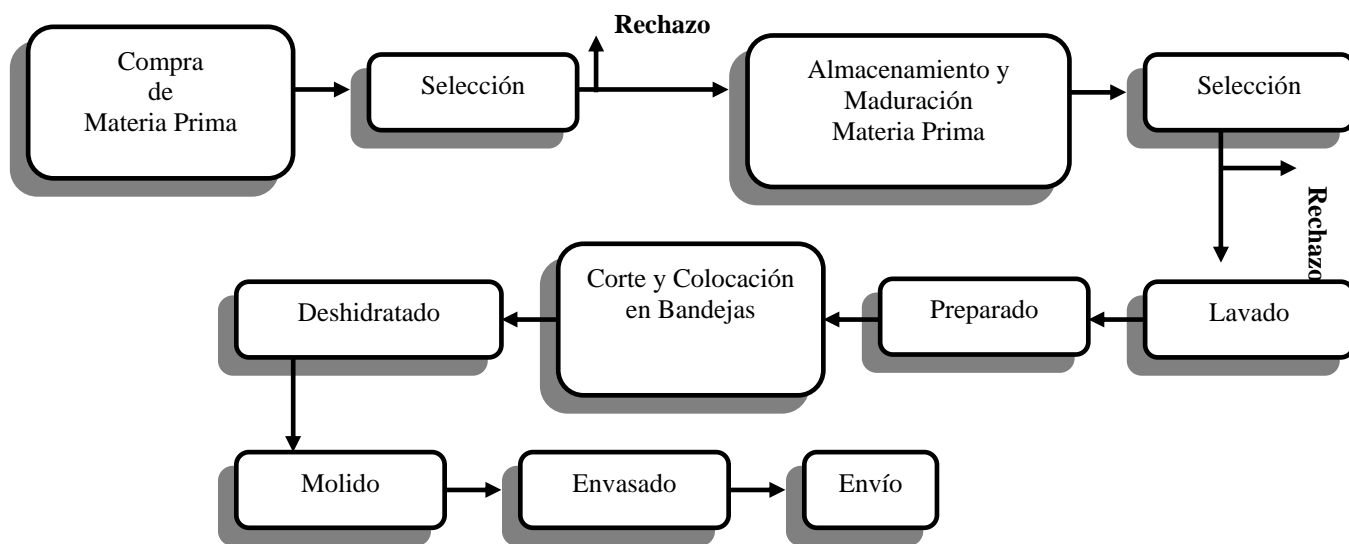 Rechazo
Compra
de
Materia Prima
Selección
Almacenamiento y
Maduración
Materia Prima
Selección
Rechazo
Lavado
Preparado
Corte y Colocación
en Bandejas
Deshidratado
Molido
Envasado
Envío